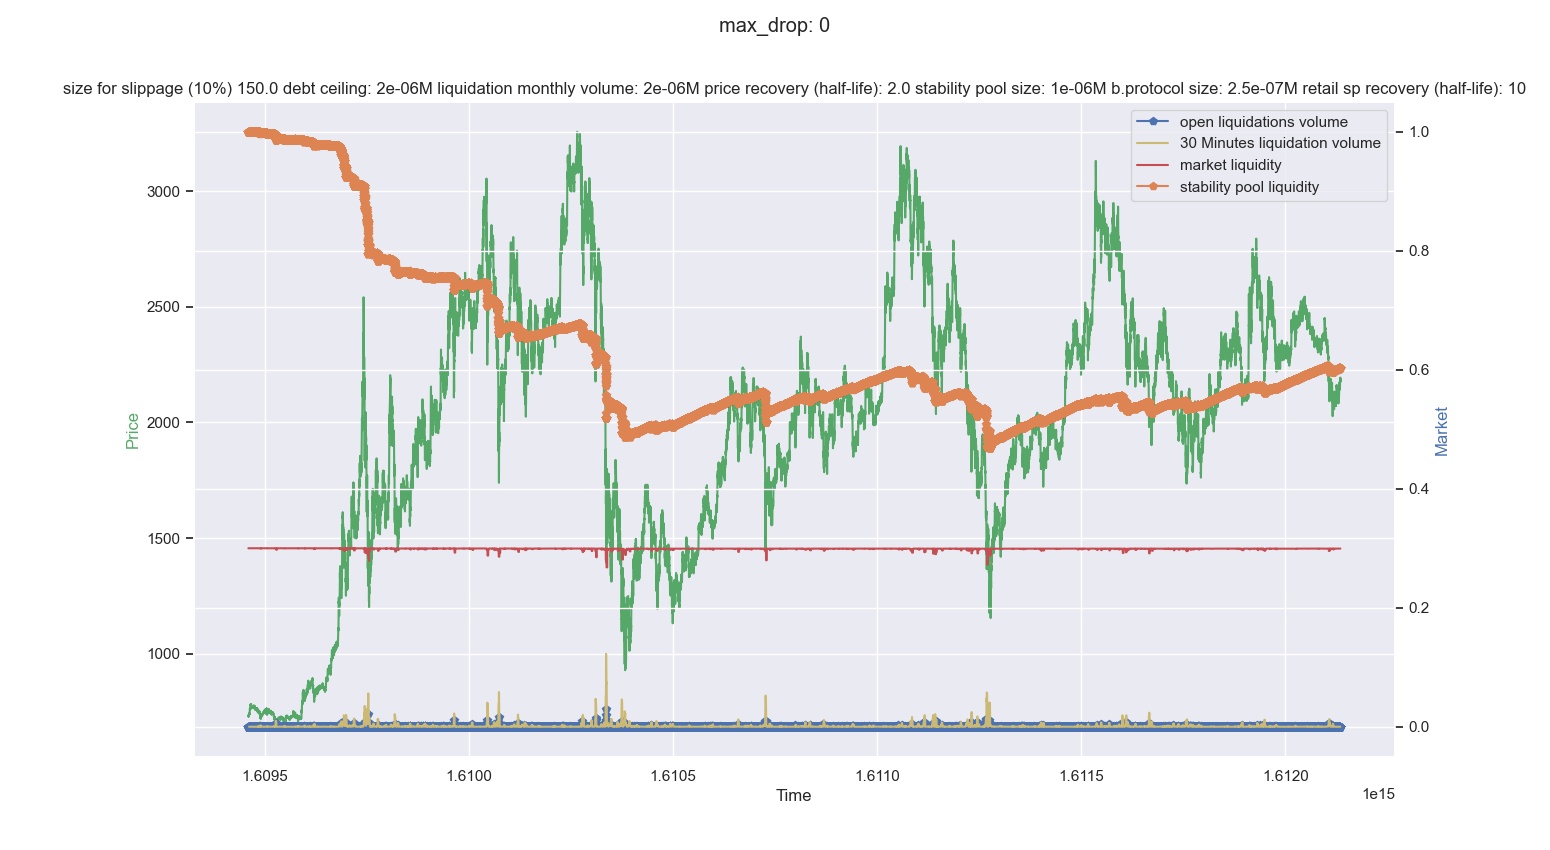 max_drop: 0
size for slippage (10%) 150.0 debt ceiling: 2e-06M liquidation monthly volume: 2e-06M price recovery (half-life): 2.0 stability pool size: 1e-06M b.protocol size: 2.5e-07M retail sp recovery (half-life): 10
open liquidations volume
30 Minutes liquidation volume
market liquidity
stability pool liquidity
3000
2500
2000
1500
1000
Price
1.0
0.8
0.6
0.4
0.2
0.0
Market
1.6095 1.6100 1.6105 1.6110 1.6115 1.6120
Time
1e15